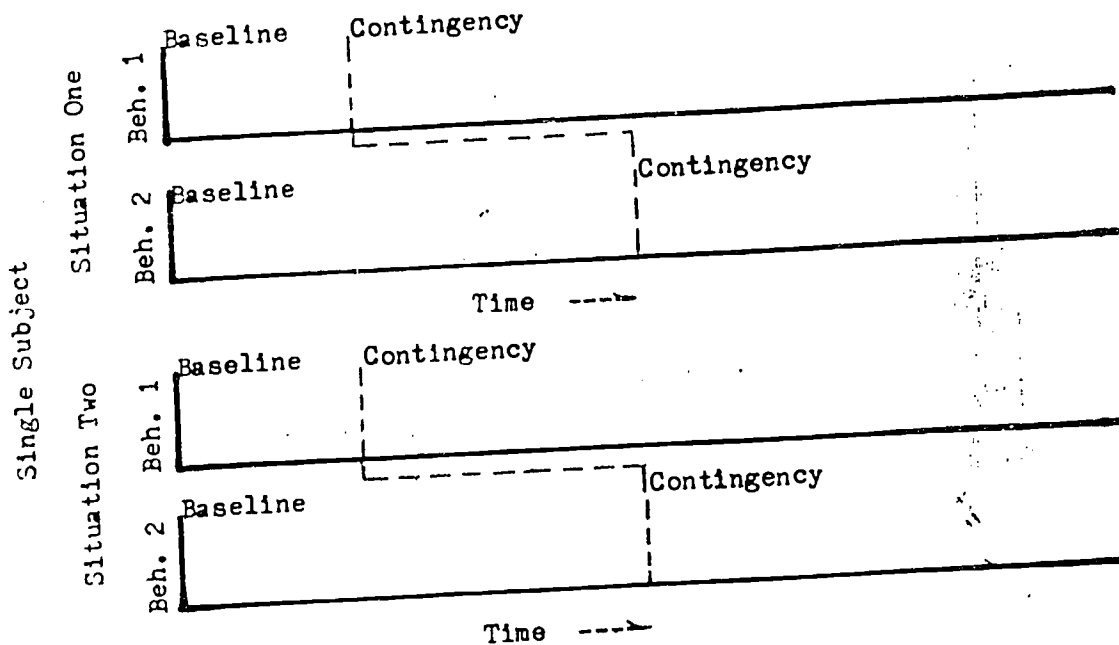 Single Subject
Situation One
Beh. 1
Baseline
Contingency
Beh. 2
Baseline
Contingency
Time ---->
Situation Two
Beh. 1
Baseline
Contingency
Beh. 2
Baseline
Contingency
Time ---->